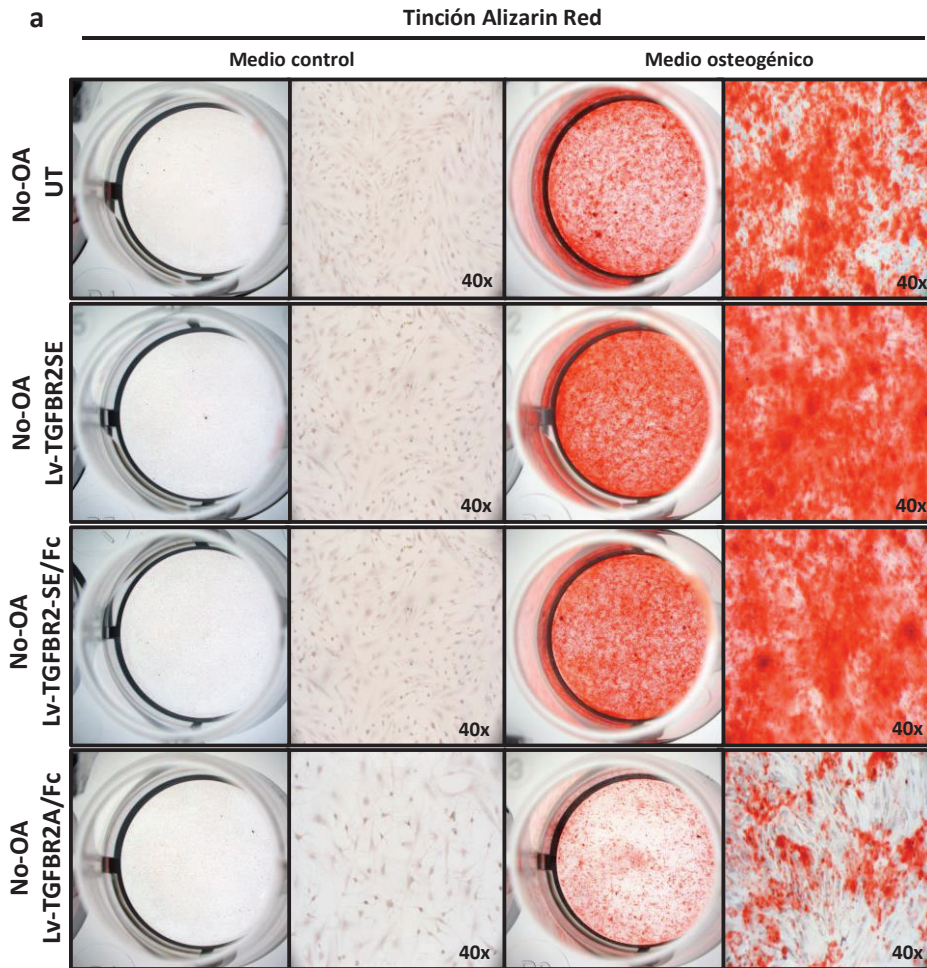 a
Tinción Alizarin Red
Medio control
Medio osteogénico
No-OA
UT
40x
40x
No-OA
Lv-TGFBR2SE
40x
40x
No-OA
Lv-TGFBR2-SE/Fc
40x
40x
No-OA
Lv-TGFBR2A/Fc
40x
40x